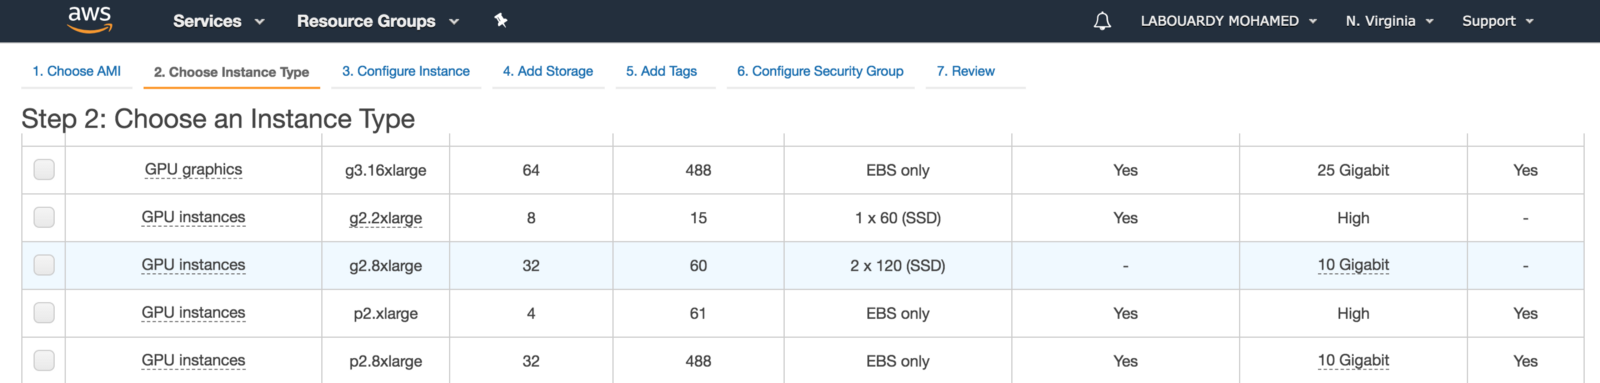 aws Services Resource Groups LABOUARDY MOHAMED N. Virginia Support
1. Choose AMI 2. Choose Instance Type 3. Configure Instance 4. Add Storage 5. Add Tags 6. Configure Security Group 7. Review
Step 2: Choose an Instance Type
GPU graphics g3.16xlarge 64 488 EBS only Yes 25 Gigabit Yes
GPU instances g2.2xlarge 8 15 1 x 60 (SSD) Yes High -
GPU instances g2.8xlarge 32 60 2 x 120 (SSD) - 10 Gigabit -
GPU instances p2.xlarge 4 61 EBS only Yes High Yes
GPU instances p2.8xlarge 32 488 EBS only Yes 10 Gigabit Yes